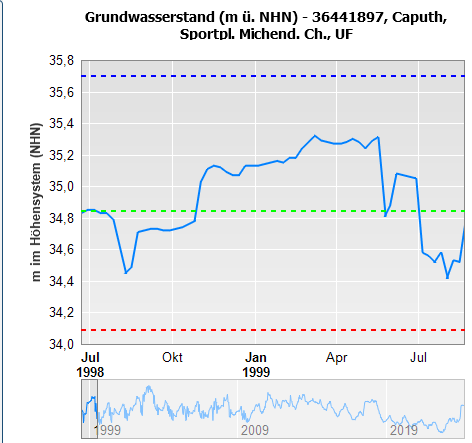 Grundwasserstand (m ü. NHN) - 36441897, Caputh,
Sportpl. Michend. Ch., UF
m im Höhensystem (NHN)
35,8
35,6
35,4
35,2
35,0
34,8
34,6
34,4
34,2
34,0
Jul Okt Jan Apr Jul
1998 1999
1999 2009 2019